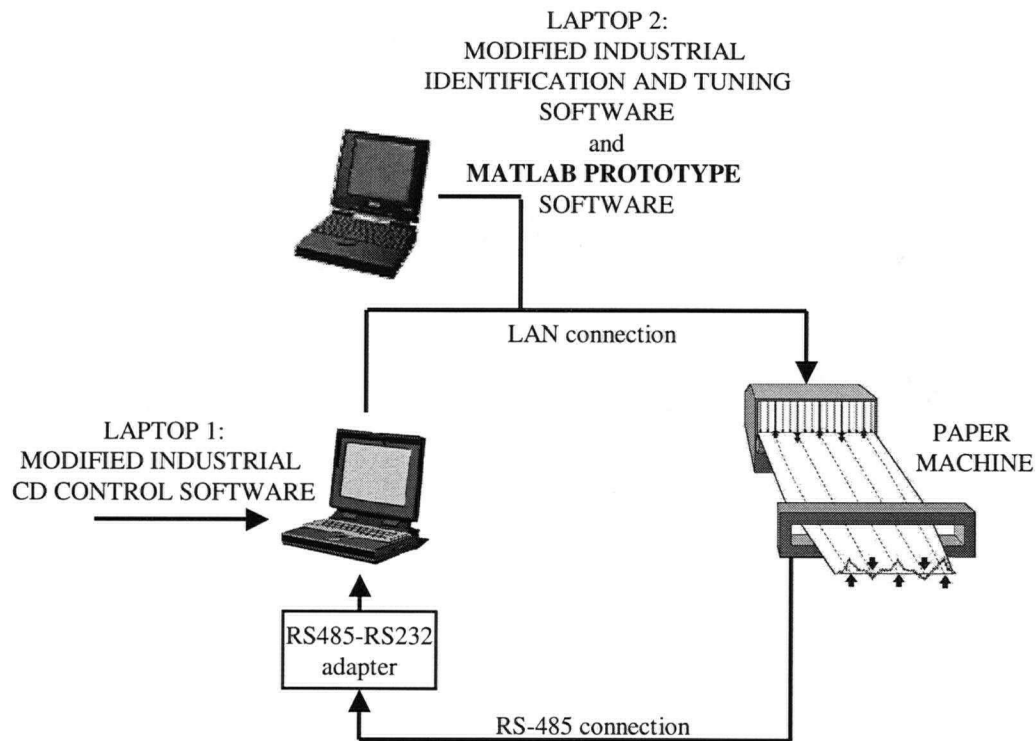 LAPTOP 2:
MODIFIED INDUSTRIAL
IDENTIFICATION AND TUNING
SOFTWARE
and
MATLAB PROTOTYPE
SOFTWARE
LAN connection
LAPTOP 1:
MODIFIED INDUSTRIAL
CD CONTROL SOFTWARE
PAPER
MACHINE
RS485-RS232
adapter
RS-485 connection